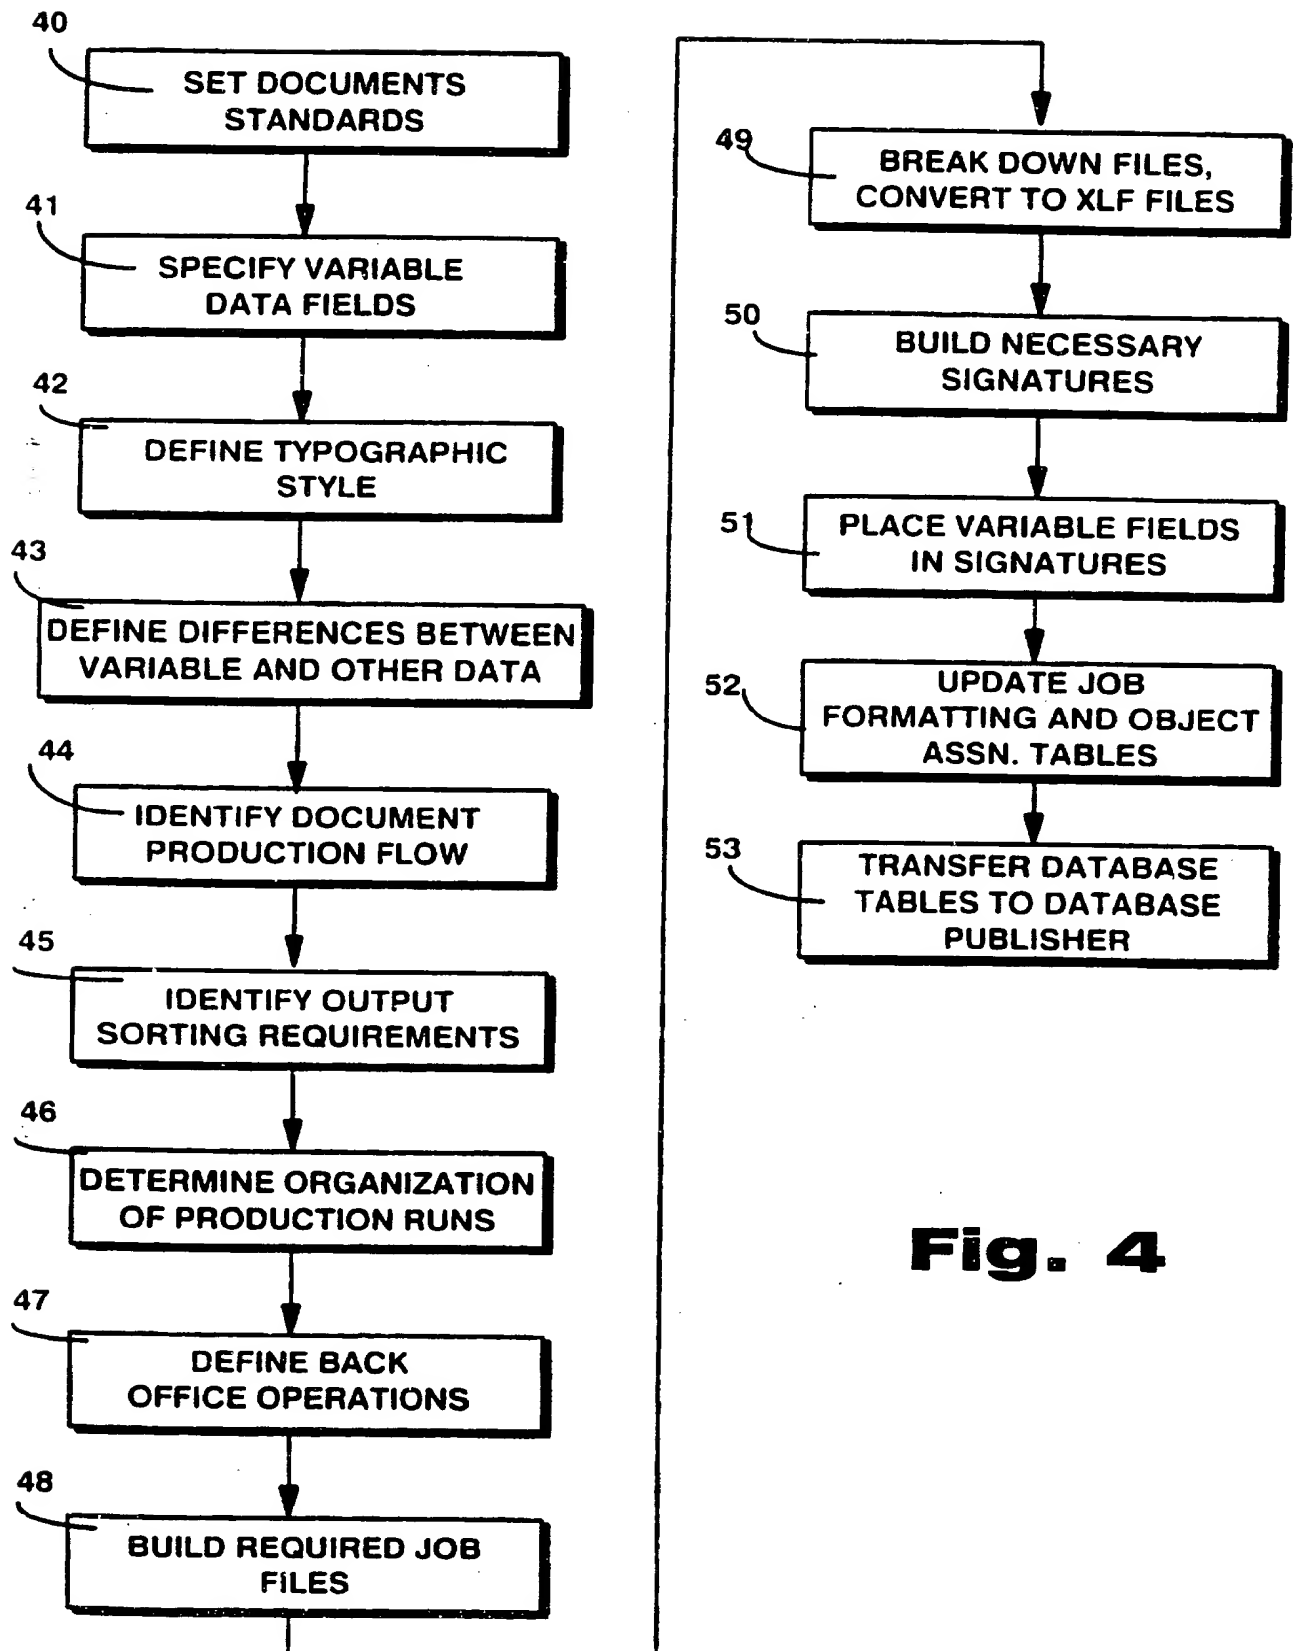 40
SET DOCUMENTS
STANDARDS
41
SPECIFY VARIABLE
DATA FIELDS
42
DEFINE TYPOGRAPHIC
STYLE
43
DEFINE DIFFERENCES BETWEEN
VARIABLE AND OTHER DATA
44
IDENTIFY DOCUMENT
PRODUCTION FLOW
45
IDENTIFY OUTPUT
SORTING REQUIREMENTS
46
DETERMINE ORGANIZATION
OF PRODUCTION RUNS
47
DEFINE BACK
OFFICE OPERATIONS
48
BUILD REQUIRED JOB
FILES
49
BREAK DOWN FILES,
CONVERT TO XLF FILES
50
BUILD NECESSARY
SIGNATURES
51
PLACE VARIABLE FIELDS
IN SIGNATURES
52
UPDATE JOB
FORMATTING AND OBJECT
ASSN. TABLES
53
TRANSFER DATABASE
TABLES TO DATABASE
PUBLISHER
Fig. 4